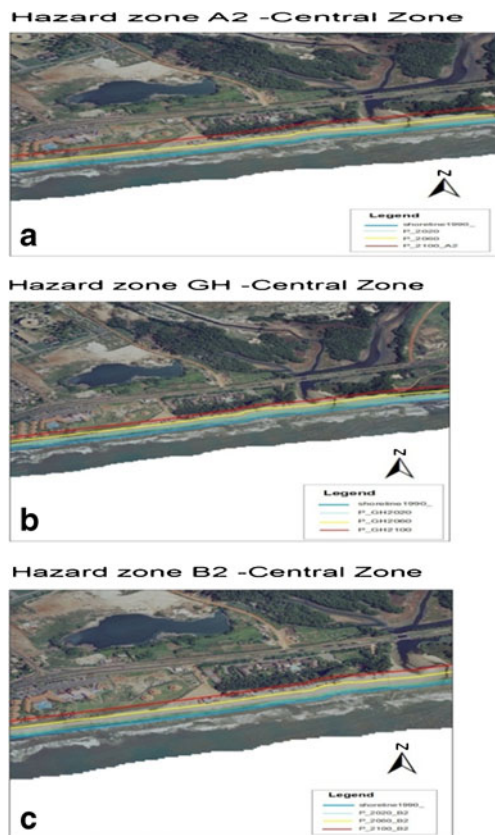 Hazard zone A2 -Central Zone
N
a
Legend
shoreline1990_
P_2020
P_2060
P_2100_A2
Hazard zone GH -Central Zone
N
b
Legend
shoreline1990_
P_GH2020
P_GH2060
P_GH2100
Hazard zone B2 -Central Zone
N
c
Legend
shoreline1990_
P_2020_B2
P_2060_B2
P_2100_B2